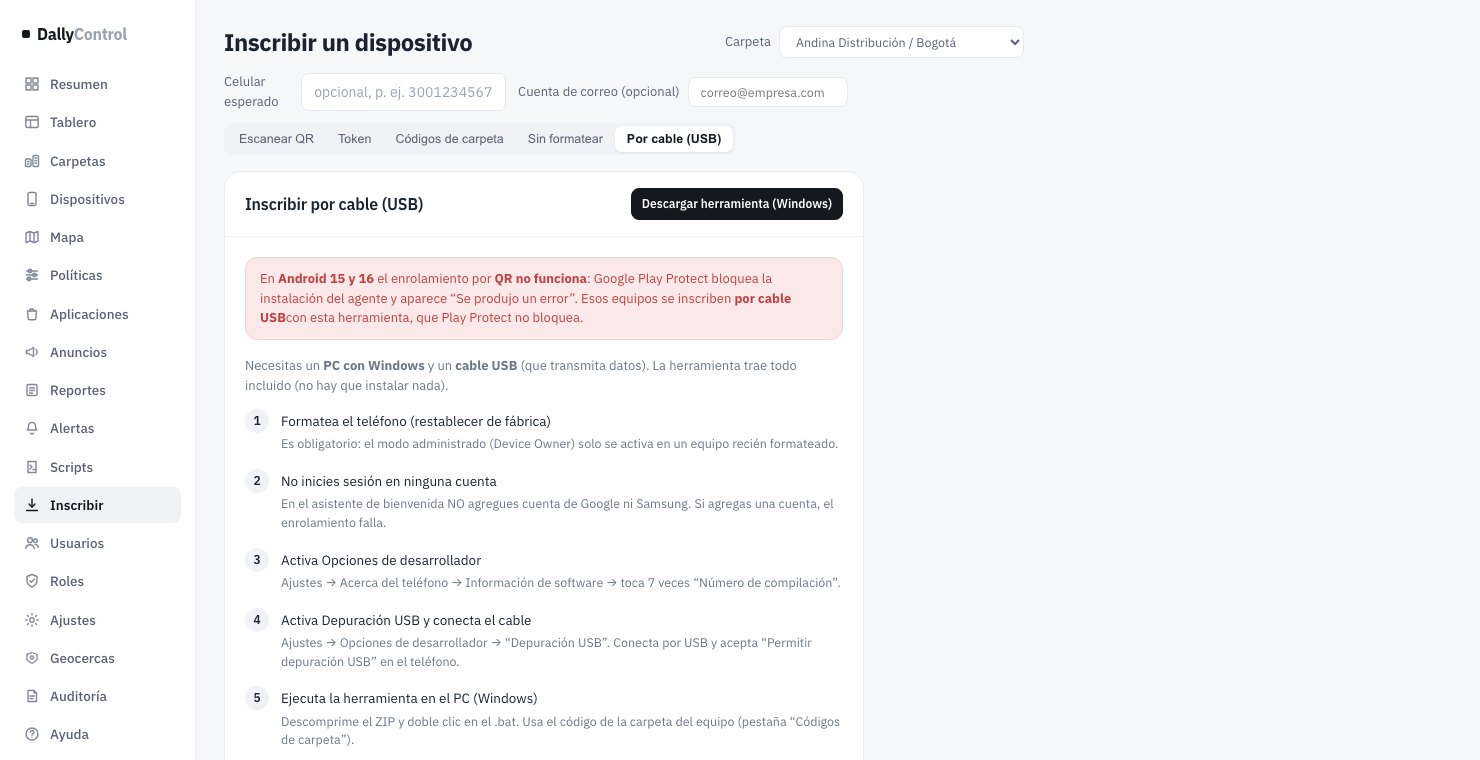 DallyControl
Resumen
Tablero
Carpetas
Dispositivos
Mapa
Políticas
Aplicaciones
Anuncios
Reportes
Alertas
Scripts
Inscribir
Usuarios
Roles
Ajustes
Geocercas
Auditoría
Ayuda
Inscribir un dispositivo
Carpeta
Andina Distribución / Bogotá
Celular
esperado
opcional, p. ej. 3001234567
Cuenta de correo (opcional)
correo@empresa.com
Escanear QR
Token
Códigos de carpeta
Sin formatear
Por cable (USB)
Inscribir por cable (USB)
Descargar herramienta (Windows)
En Android 15 y 16 el enrolamiento por QR no funciona: Google Play Protect bloquea la
instalación del agente y aparece “Se produjo un error”. Esos equipos se inscriben por cable
USBcon esta herramienta, que Play Protect no bloquea.
Necesitas un PC con Windows y un cable USB (que transmita datos). La herramienta trae todo
incluido (no hay que instalar nada).
1 Formatea el teléfono (restablecer de fábrica)
Es obligatorio: el modo administrado (Device Owner) solo se activa en un equipo recién formateado.
2 No inicies sesión en ninguna cuenta
En el asistente de bienvenida NO agregues cuenta de Google ni Samsung. Si agregas una cuenta, el
enrolamiento falla.
3 Activa Opciones de desarrollador
Ajustes → Acerca del teléfono → Información de software → toca 7 veces “Número de compilación”.
4 Activa Depuración USB y conecta el cable
Ajustes → Opciones de desarrollador → “Depuración USB”. Conecta por USB y acepta “Permitir
depuración USB” en el teléfono.
5 Ejecuta la herramienta en el PC (Windows)
Descomprime el ZIP y doble clic en el .bat. Usa el código de la carpeta del equipo (pestaña “Códigos
de carpeta”).